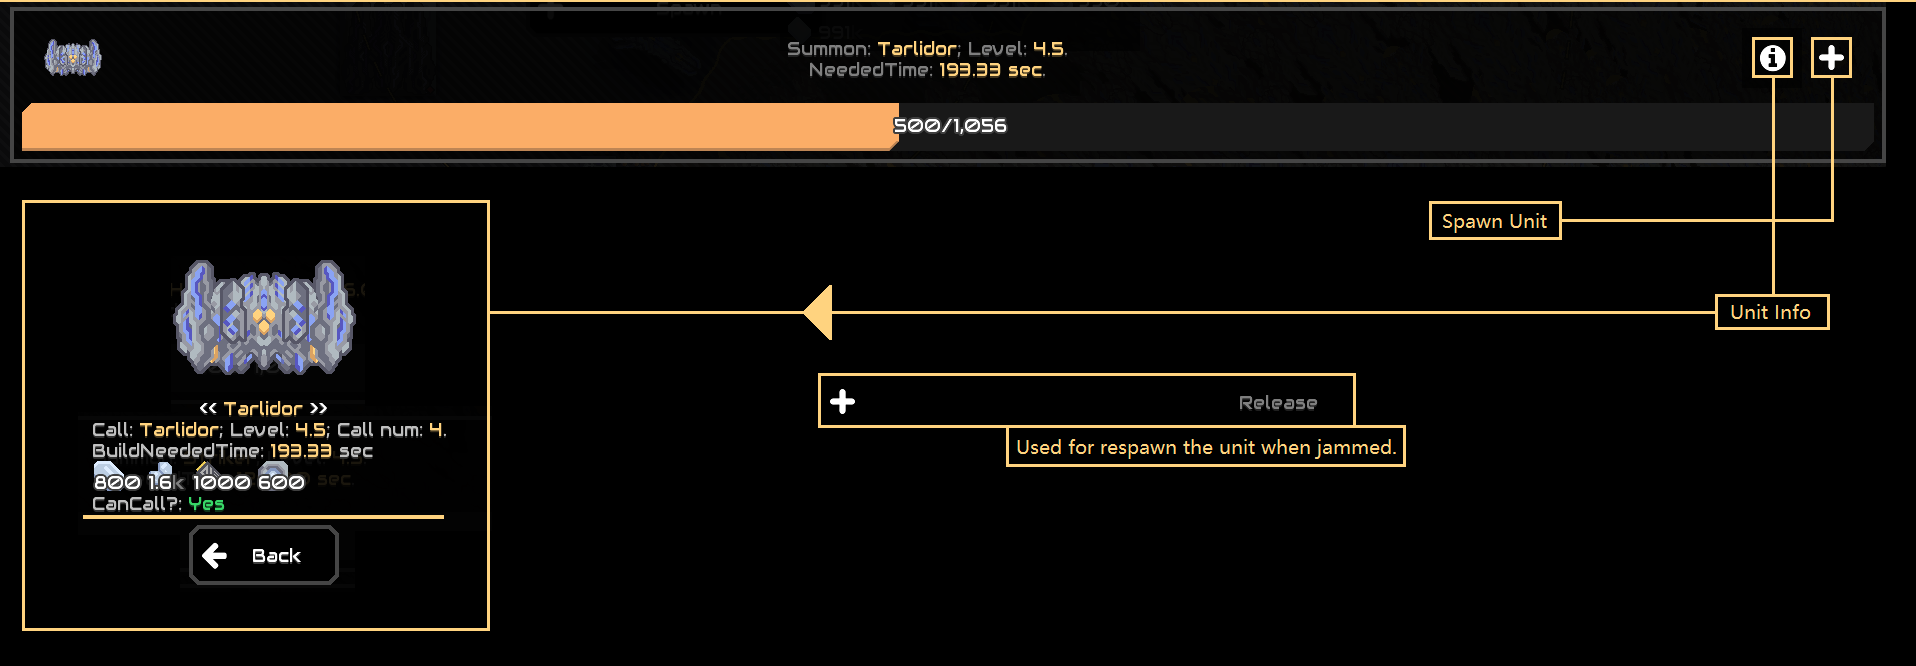 Summon: Tarlidor; Level: 4.5.
NeededTime: 193.33 sec.
500/1,056
Spawn Unit
Unit Info
Release
Used for respawn the unit when jammed.
<< Tarlidor >>
Call: Tarlidor; Level: 4.5; Call num: 4.
BuildNeededTime: 193.33 sec
800 1.6k 1000 600
CanCall?: Yes
Back